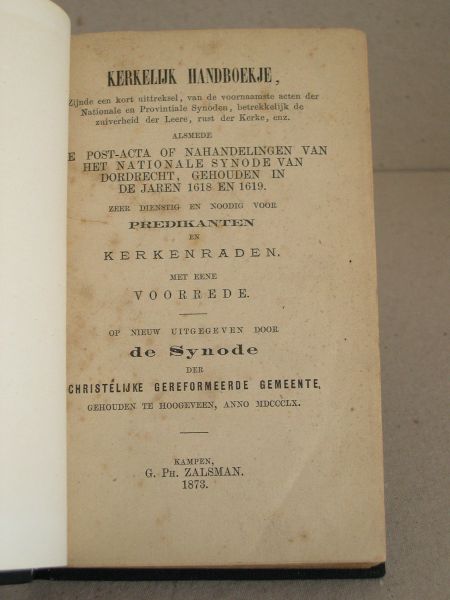 KERKELIJK HANDBOEKJE,
Zijnde een kort uittreksel, van de voornaamste acten der
Nationale en Provintiale Synoden, betrekkelijk de
zuiverheid der Leere, rust der Kerke, enz.
ALSMEDE
E POST-ACTA OF NAHANDELINGEN VAN
HET NATIONALE SYNODE VAN
DORDRECHT, GEHOUDEN IN
DE JAREN 1618 EN 1619.
ZEER DIENSTIG EN NOODIG VOOR
PREDIKANTEN
EN
KERKENRADEN.
MET EENE
VOORREDE.
OP NIEUW UITGEGEVEN DOOR
de Synode
DER
CHRISTELIJKE GEREFORMEERDE GEMEENTE,
GEHOUDEN TE HOOGEVEEN, ANNO MDCCCLX.
KAMPEN,
G. PH. ZALSMAN.
1873.